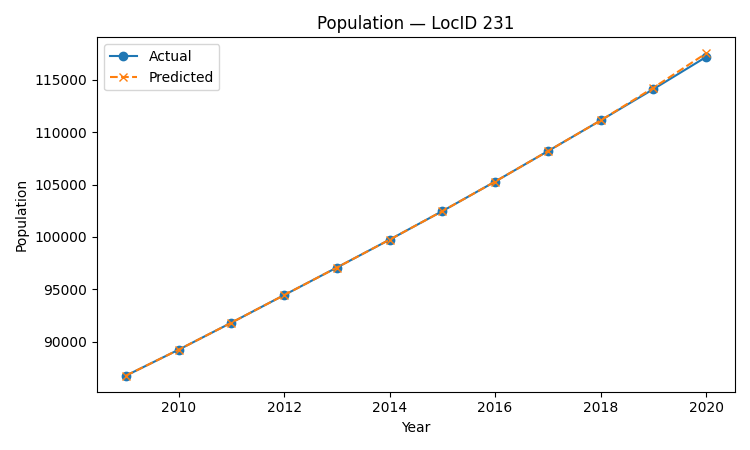 Population — LocID 231
Actual
Predicted
Population
115000
110000
105000
100000
95000
90000
2010 2012 2014 2016 2018 2020
Year